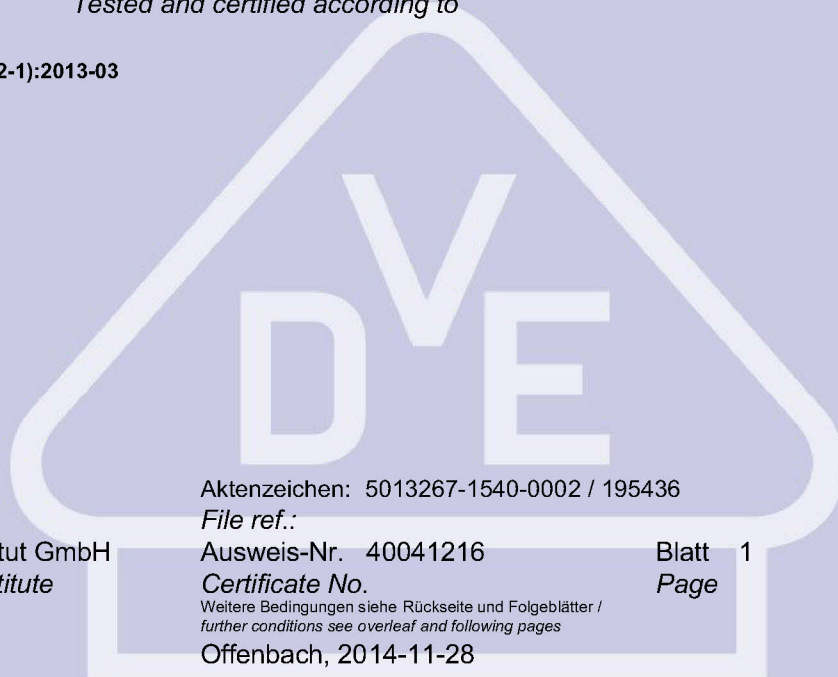 Tested and certified according to
2-1):2013-03
VDE
Aktenzeichen: 5013267-1540-0002 / 195436
File ref.:
tut GmbH Ausweis-Nr. 40041216 Blatt 1
titute Certificate No. Page
Weitere Bedingungen siehe Rückseite und Folgeblätter /
further conditions see overleaf and following pages
Offenbach, 2014-11-28